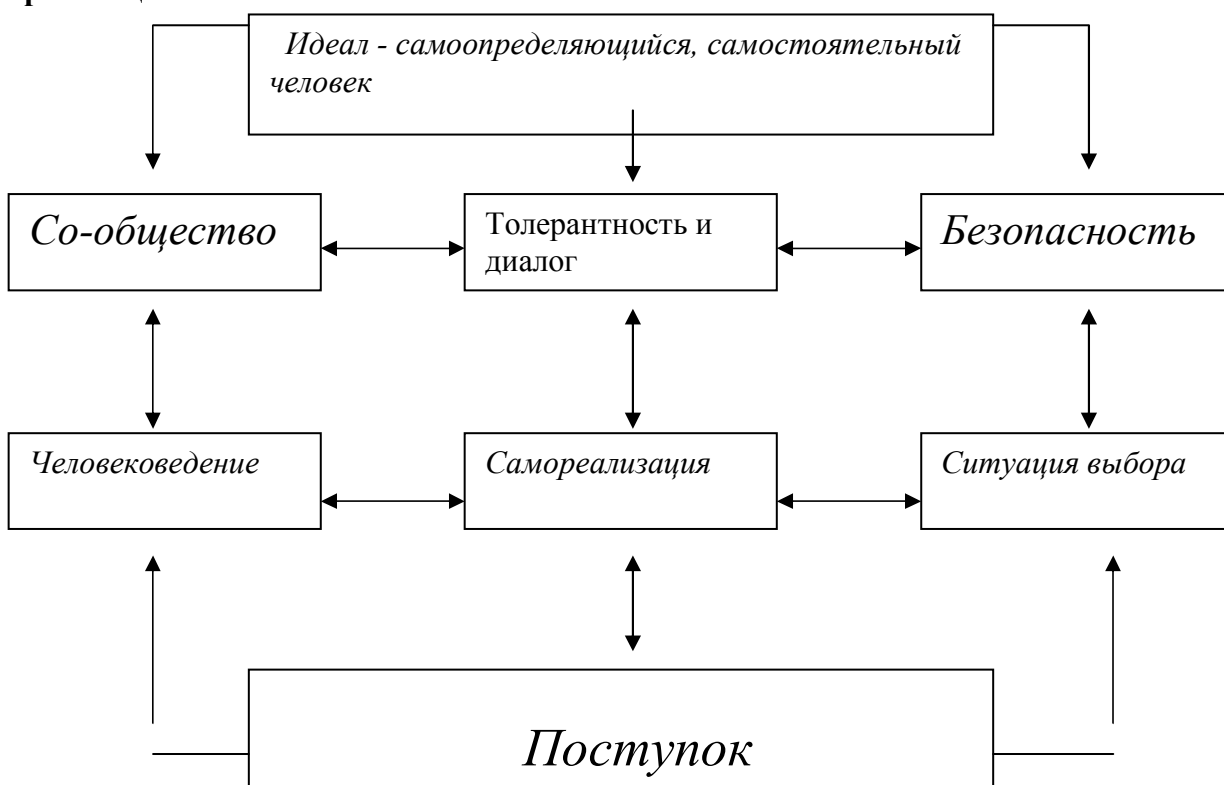 Идеал - самоопределяющийся, самостоятельный
человек
Со-общество
Толерантность и
диалог
Безопасность
Человековедение
Самореализация
Ситуация выбора
Поступок